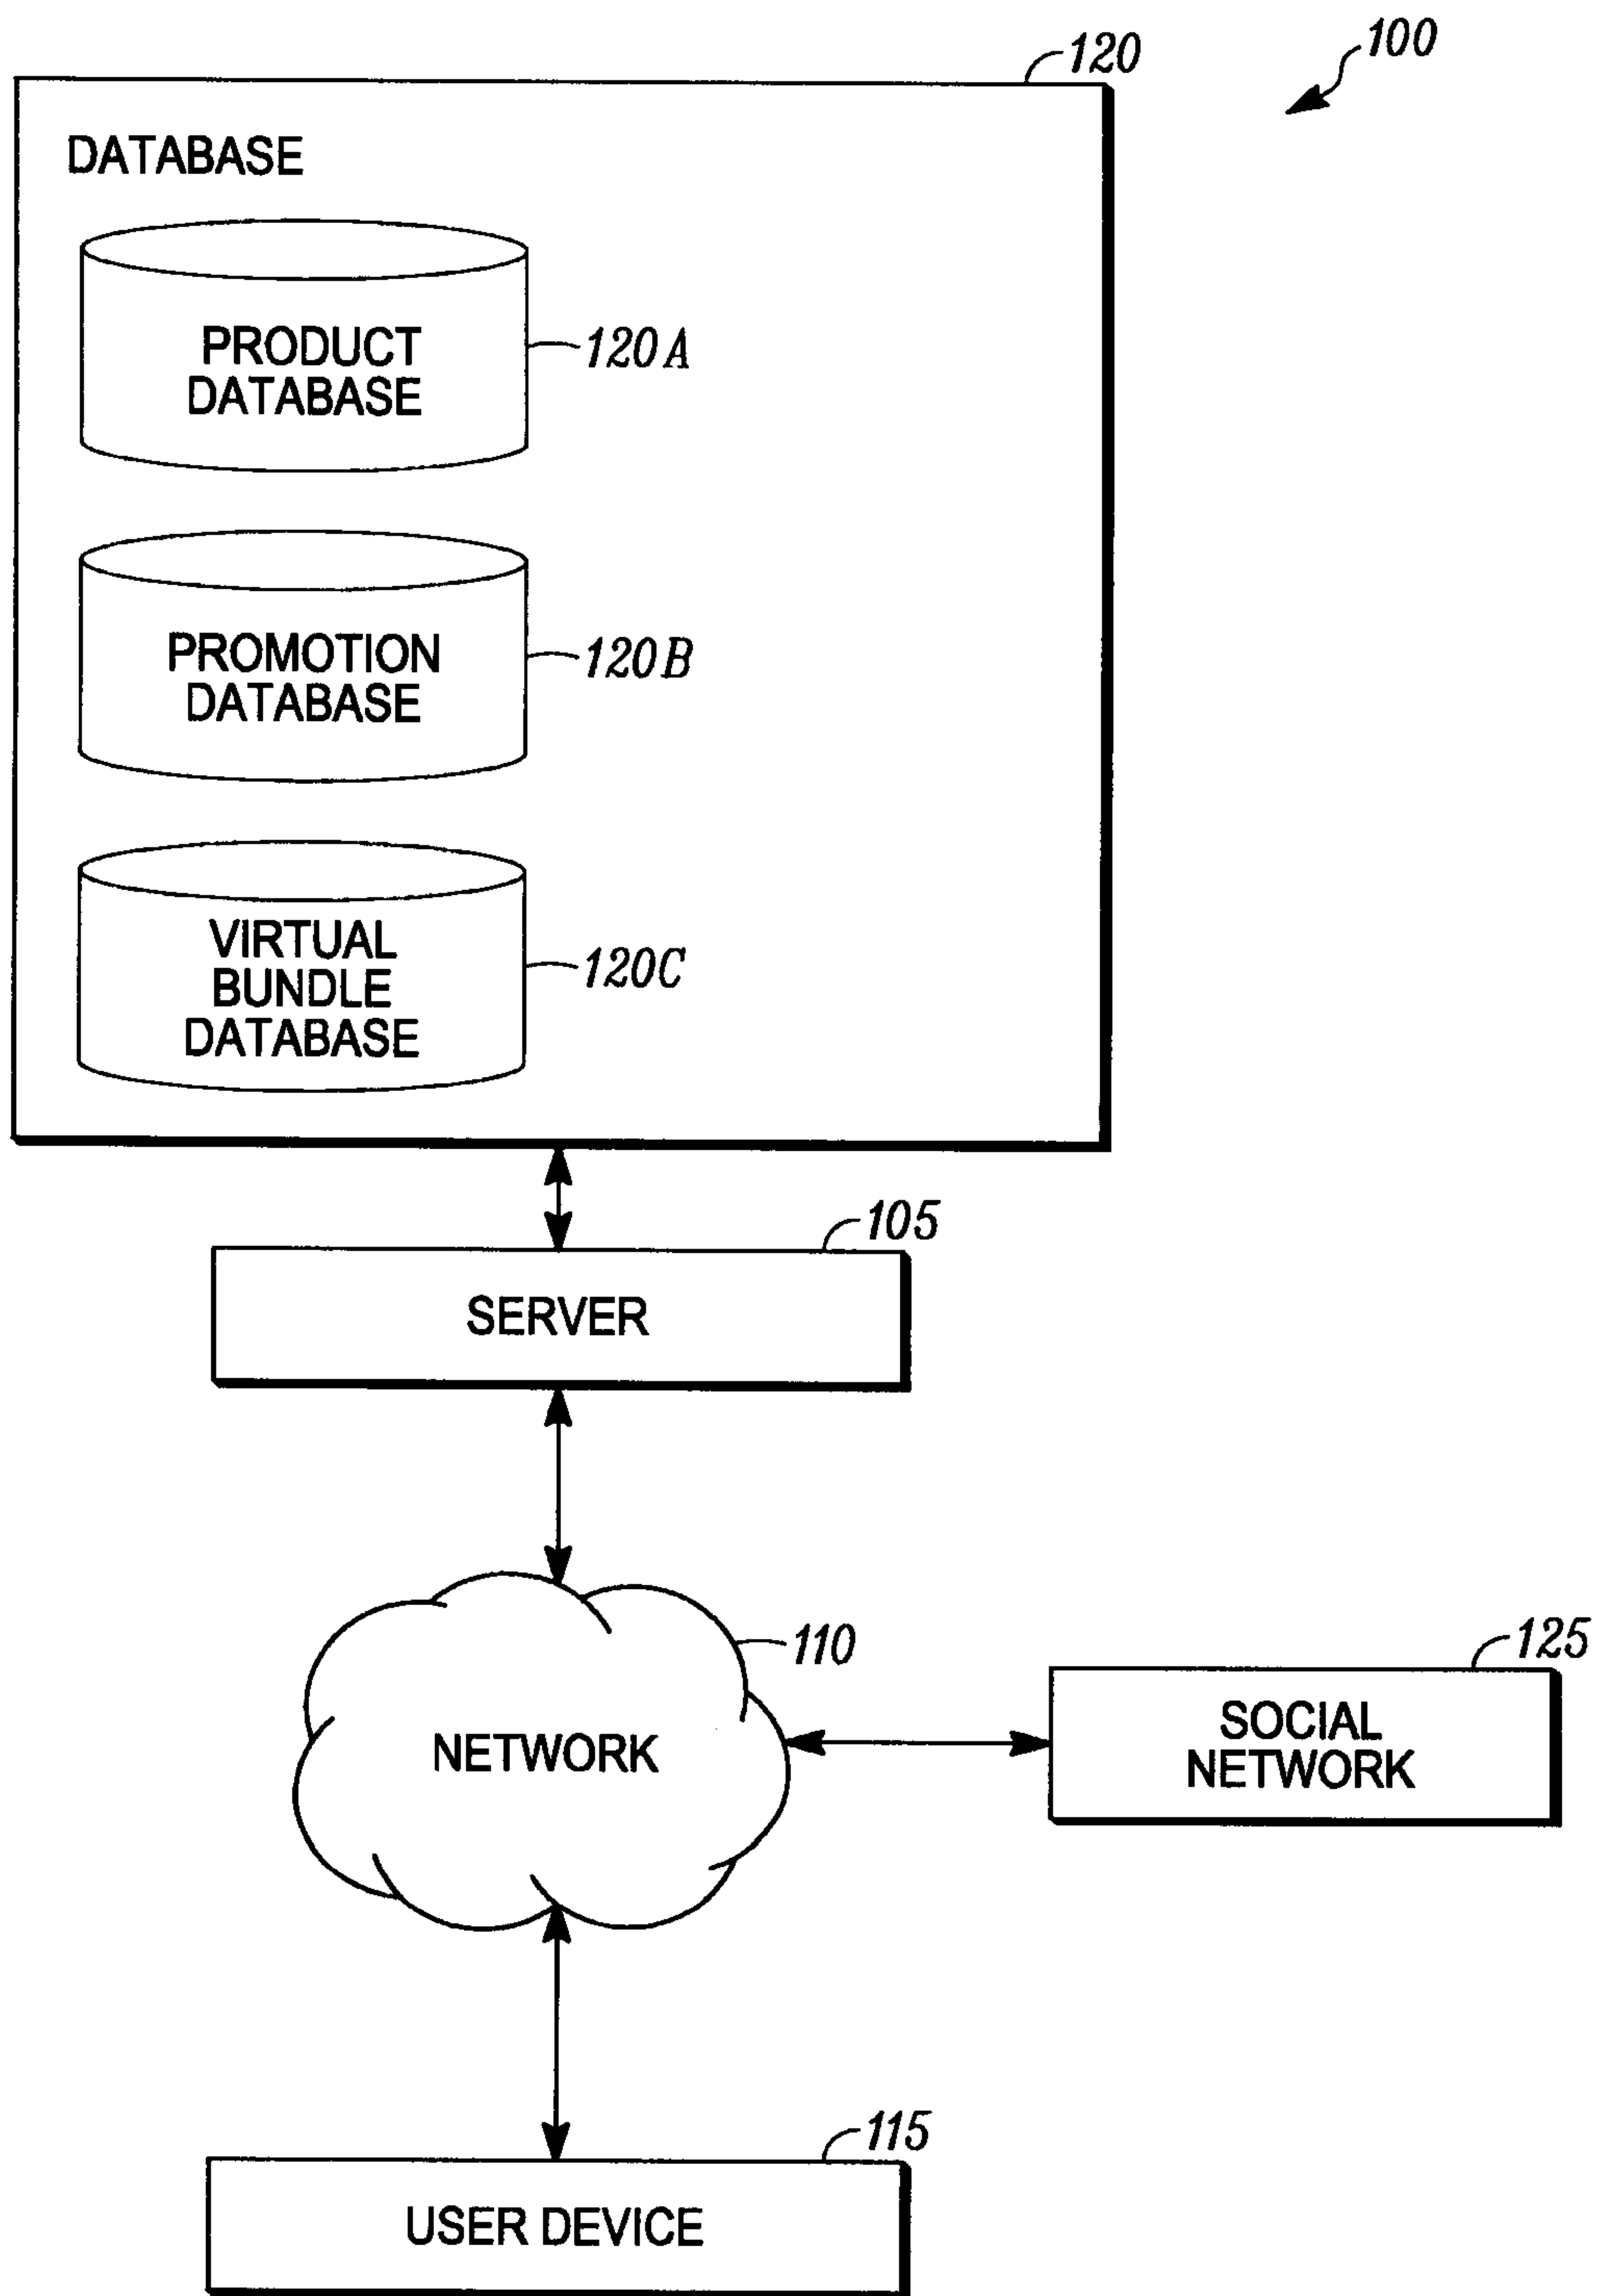 100
120
DATABASE
PRODUCT
DATABASE
120A
PROMOTION
DATABASE
120B
VIRTUAL
BUNDLE
DATABASE
120C
105
SERVER
110
NETWORK
125
SOCIAL
NETWORK
115
USER DEVICE